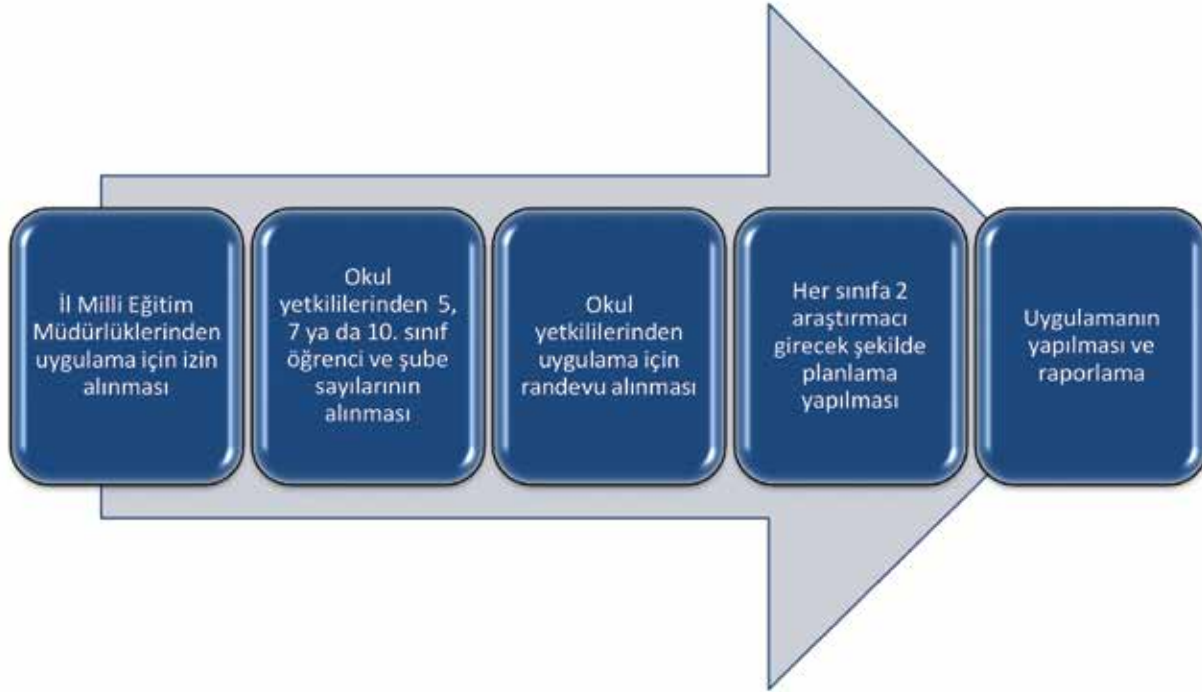 İl Milli Eğitim
Müdürlüklerinden
uygulama için izin
alınması
Okul
yetkililerinden 5,
7 ya da 10. sınıf
öğrenci ve şube
sayılarının
alınması
Okul
yetkililerinden
uygulama için
randevu alınması
Her sınıfa 2
araştırmacı
girecek şekilde
planlama
yapılması
Uygulamanın
yapılması ve
raporlama